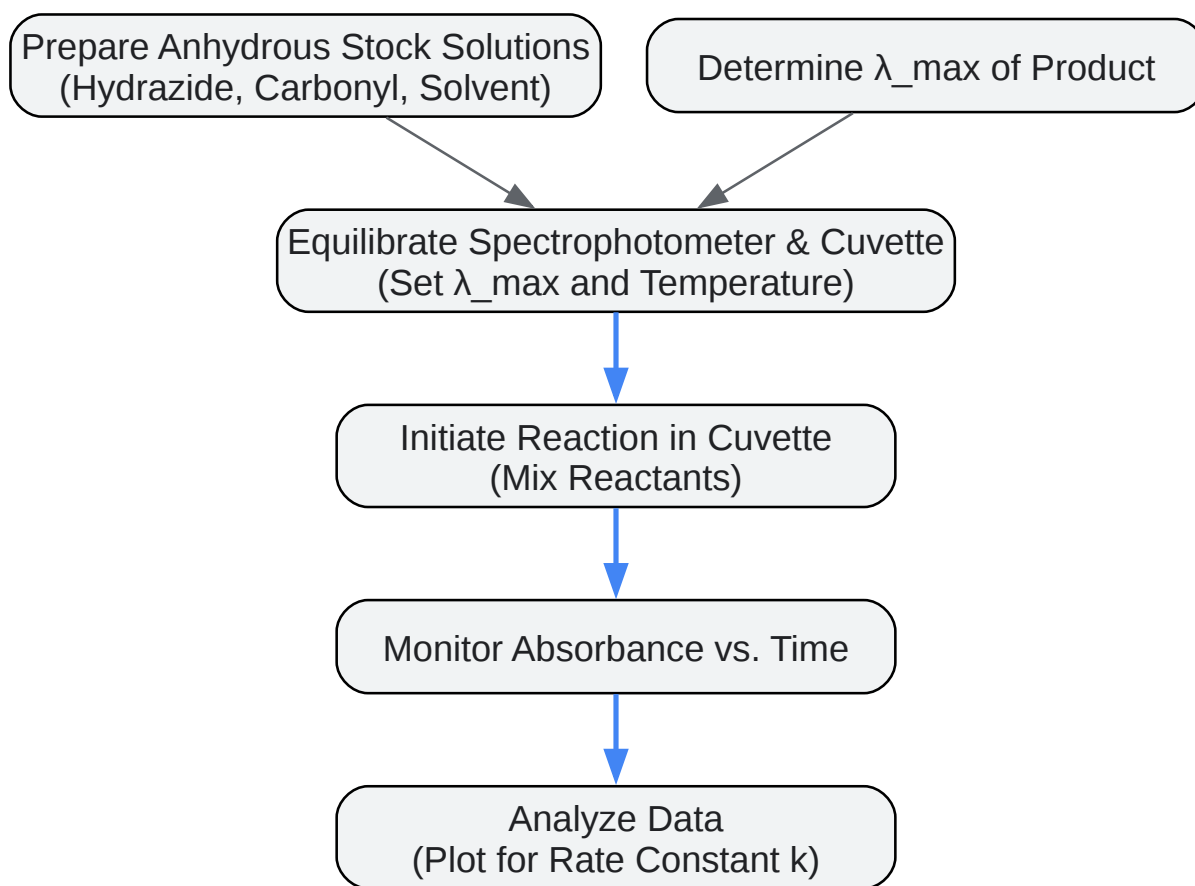 Prepare Anhydrous Stock Solutions
(Hydrazide, Carbonyl, Solvent)
Determine λ_max of Product
Equilibrate Spectrophotometer & Cuvette
(Set λ_max and Temperature)
Initiate Reaction in Cuvette
(Mix Reactants)
Monitor Absorbance vs. Time
Analyze Data
(Plot for Rate Constant k)